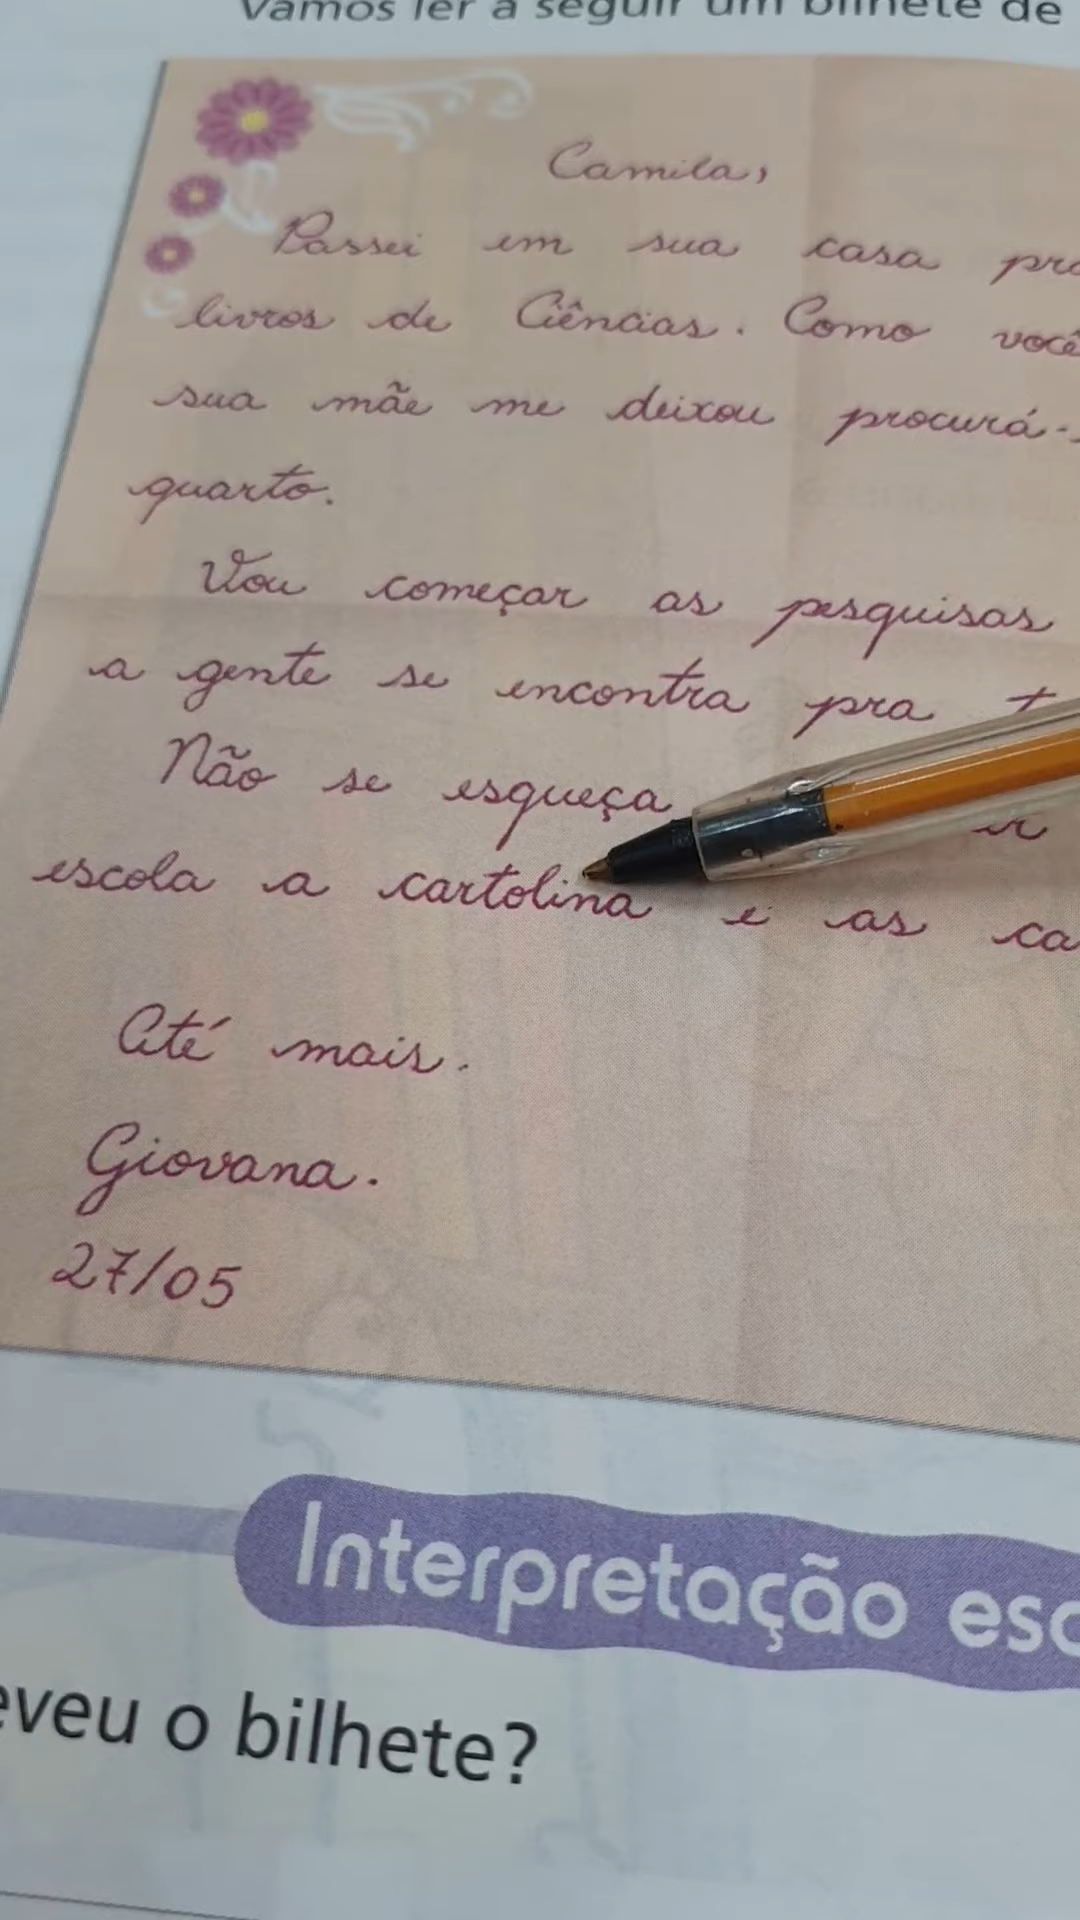 Vamos ler a seguir um bilhete de
Camila,
Passei em sua casa pra
livros de Ciências. Como você
sua mãe me deixou procurá-
quarto.
Vou começar as pesquisas
a gente se encontra pra t
Não se esqueça
escola a cartolina e as ca
Até mais.
Giovana.
27/05
Interpretação esc
eveu o bilhete?